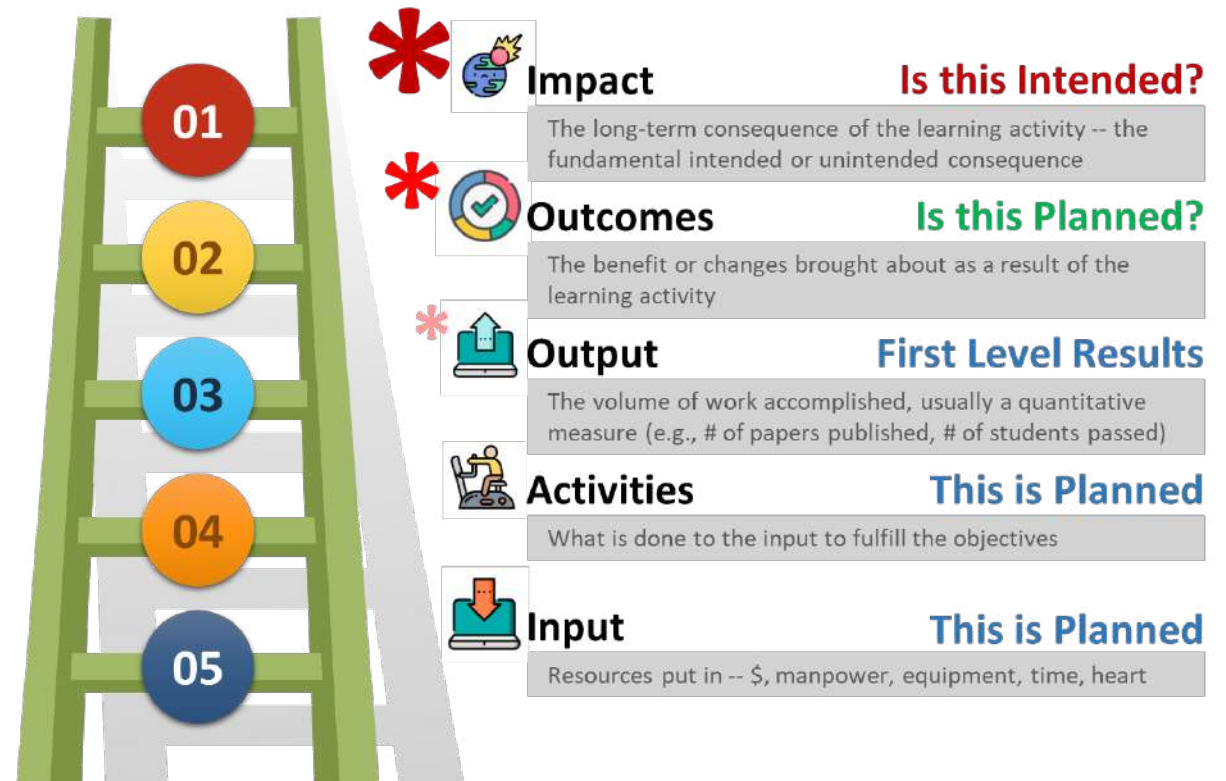 01
* Impact Is this Intended?
The long-term consequence of the learning activity -- the
fundamental intended or unintended consequence
02
* Outcomes Is this Planned?
The benefit or changes brought about as a result of the
learning activity
03
* Output First Level Results
The volume of work accomplished, usually a quantitative
measure (e.g., # of papers published, # of students passed)
04
Activities This is Planned
What is done to the input to fulfill the objectives
05
Input This is Planned
Resources put in -- $, manpower, equipment, time, heart